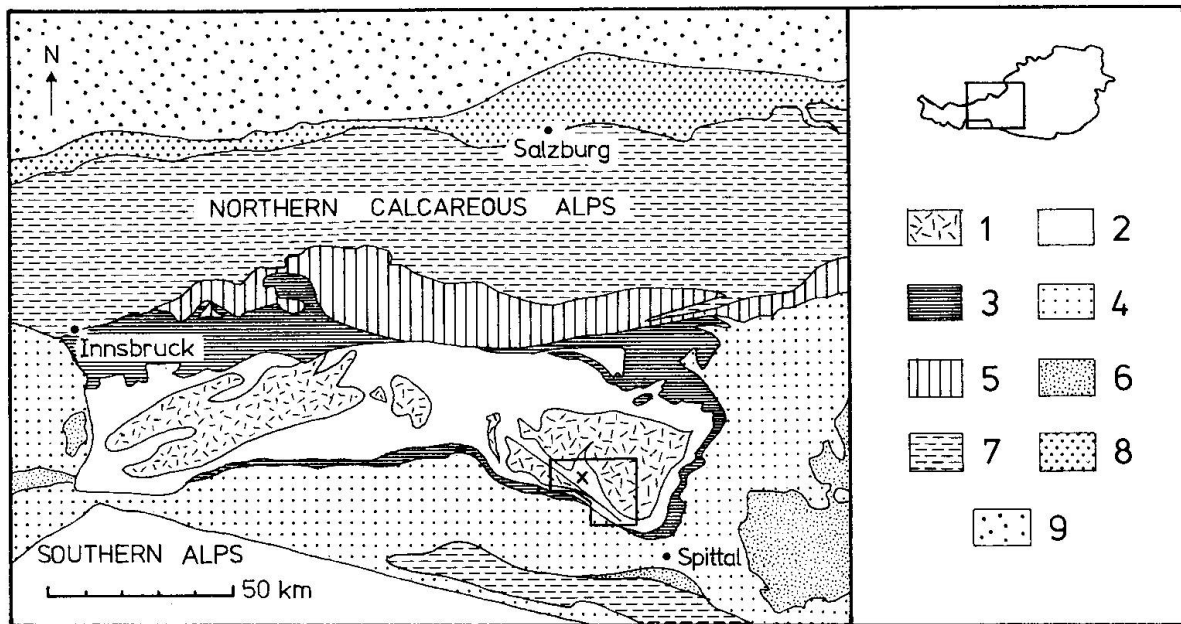 N
Salzburg
NORTHERN CALCAREOUS ALPS
Innsbruck
SOUTHERN ALPS
50 km
Spittal
1 2
3 4
5 6
7 8
9